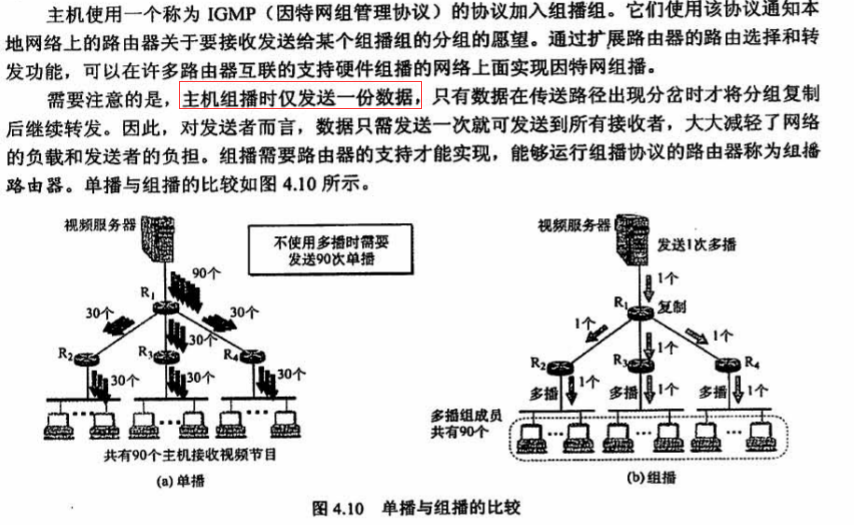 主机使用一个称为 IGMP（因特网组管理协议）的协议加入组播组。它们使用该协议通知本
地网络上的路由器关于要接收发送给某个组播组的分组的愿望。通过扩展路由器的路由选择和转
发功能，可以在许多路由器互联的支持硬件组播的网络上面实现因特网组播。
需要注意的是，主机组播时仅发送一份数据，只有数据在传送路径出现分岔时才将分组复制
后继续转发。因此，对发送者而言，数据只需发送一次就可发送到所有接收者，大大减轻了网络
的负载和发送者的负担。组播需要路由器的支持才能实现，能够运行组播协议的路由器称为组播
路由器。单播与组播的比较如图 4.10 所示。
视频服务器
不使用多播时需要
发送90次单播
90个
R1
30个
30个
30个
R2
R3
R4
30个
30个
30个
共有90个主机接收视频节目
(a) 单播
视频服务器
发送1次多播
1个
R1
复制
1个
1个
1个
R2
R3
R4
多播
1个
多播
1个
多播
1个
多播组成员
共有90个
(b) 组播
图 4.10 单播与组播的比较